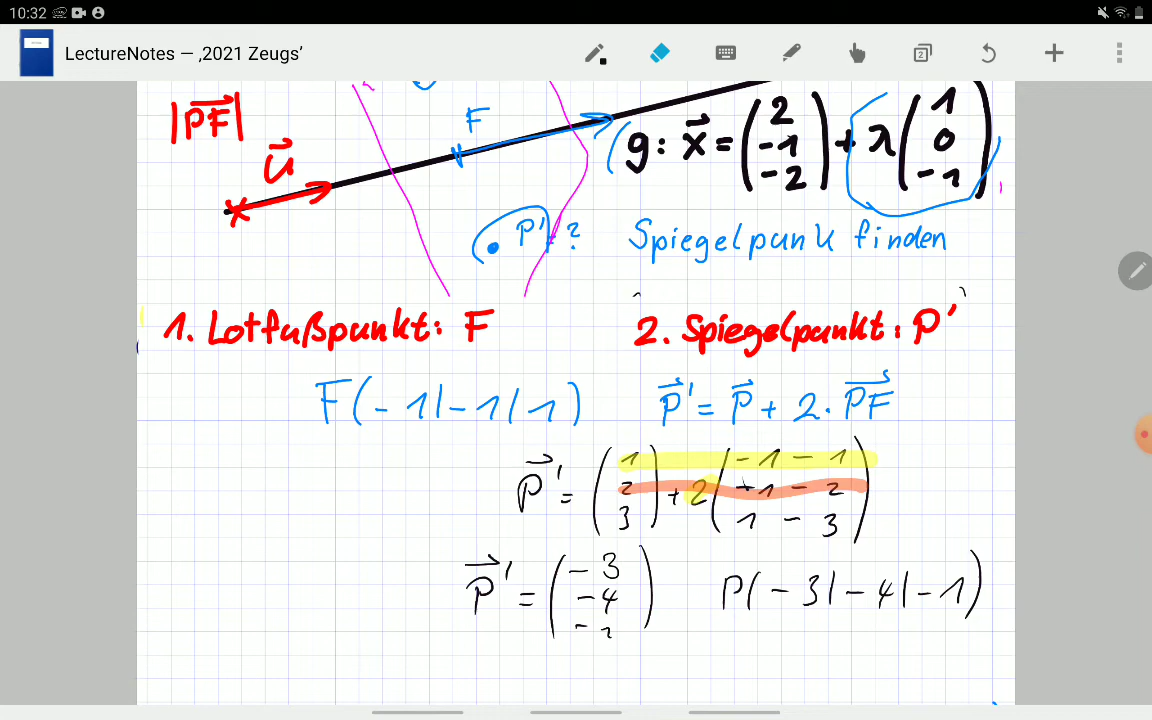 10:32
LectureNotes — ‚2021 Zeugs’
|PF|
F
u
g: x = (2 -1 -2) + λ (1 0 -1)
P' = ?
Spiegelpunk finden
1. Lotfußpunkt: F
2. Spiegelpunkt: P'
F(-1|-1|1)
P' = P + 2 · PF
P' = (1 2 3) + 2 (-1 - 1 -1 - 2 1 - 3)
P' = (-3 -4 -1)
P(-3|-4|-1)